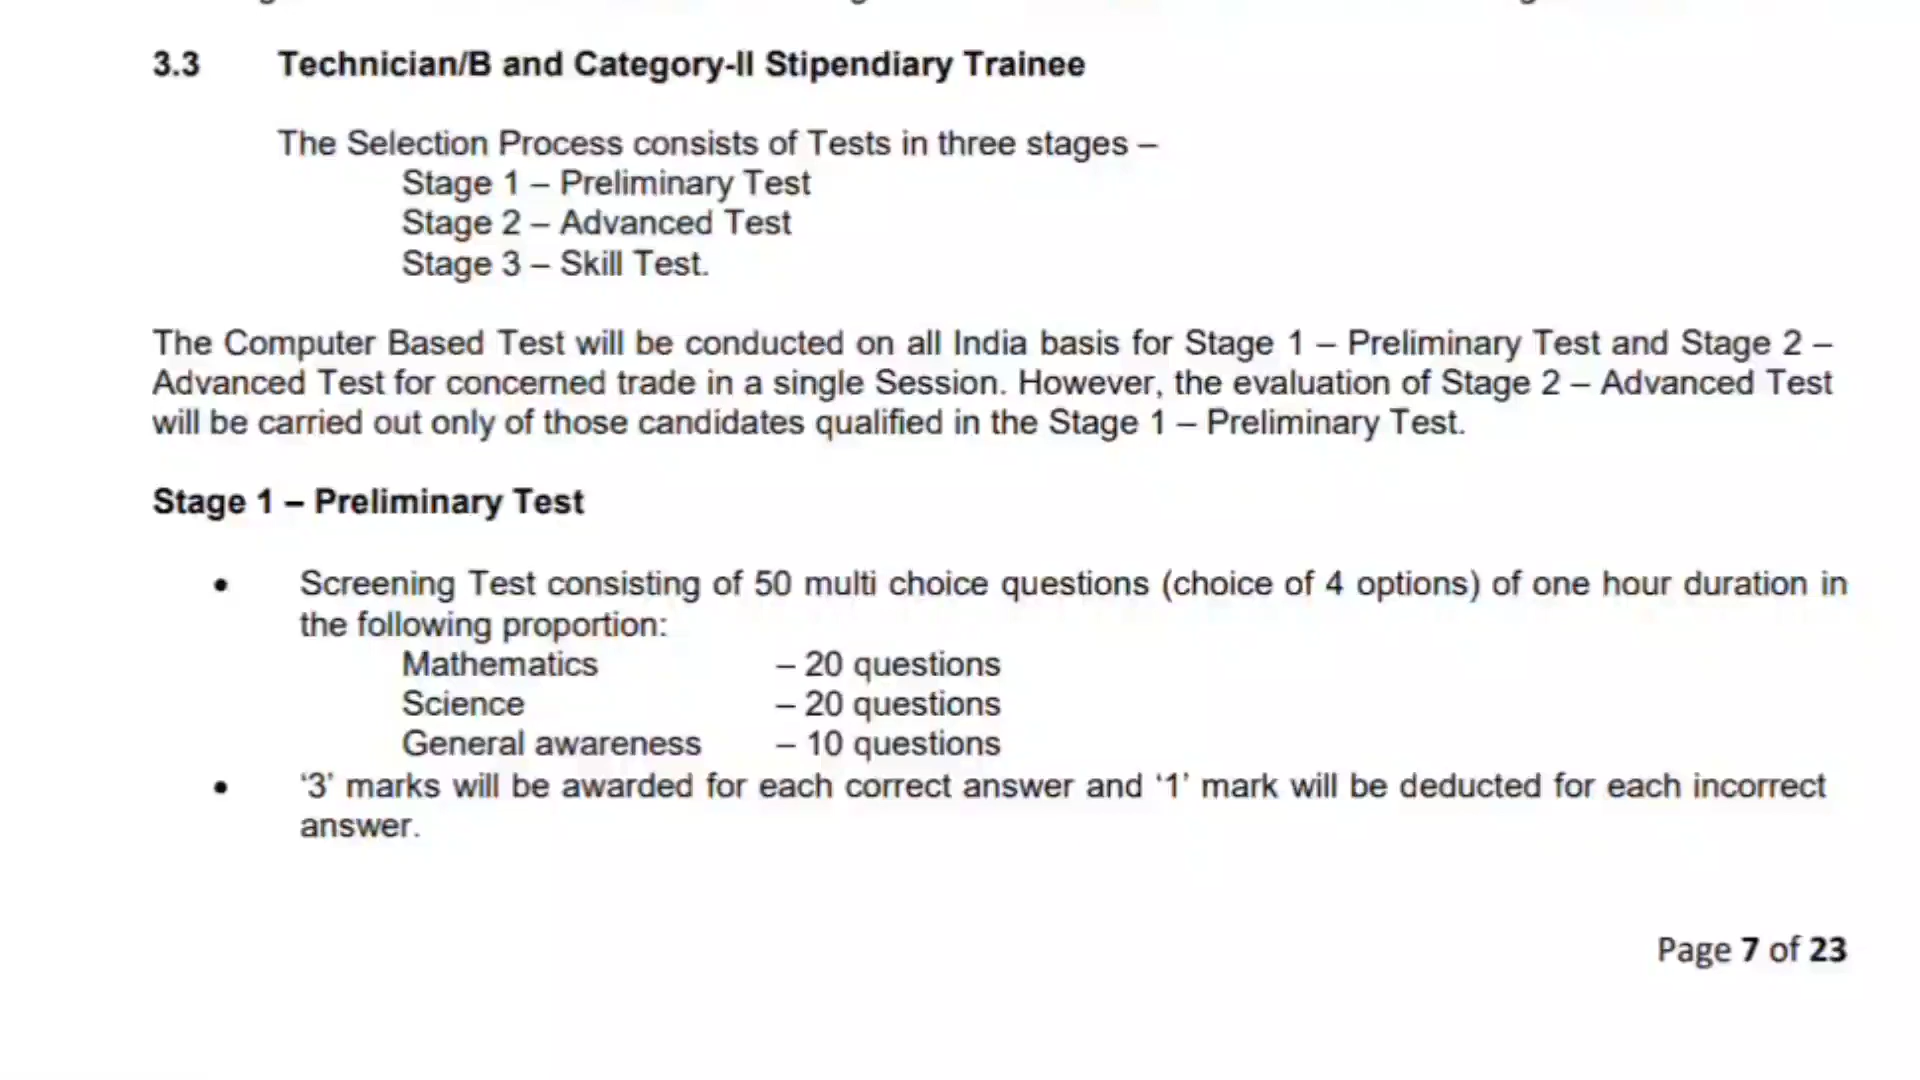 3.3 Technician/B and Category-II Stipendiary Trainee
The Selection Process consists of Tests in three stages –
Stage 1 – Preliminary Test
Stage 2 – Advanced Test
Stage 3 – Skill Test.
The Computer Based Test will be conducted on all India basis for Stage 1 – Preliminary Test and Stage 2 –
Advanced Test for concerned trade in a single Session. However, the evaluation of Stage 2 – Advanced Test
will be carried out only of those candidates qualified in the Stage 1 – Preliminary Test.
Stage 1 – Preliminary Test
• Screening Test consisting of 50 multi choice questions (choice of 4 options) of one hour duration in
the following proportion:
Mathematics – 20 questions
Science – 20 questions
General awareness – 10 questions
• ‘3’ marks will be awarded for each correct answer and ‘1’ mark will be deducted for each incorrect
answer.
Page 7 of 23